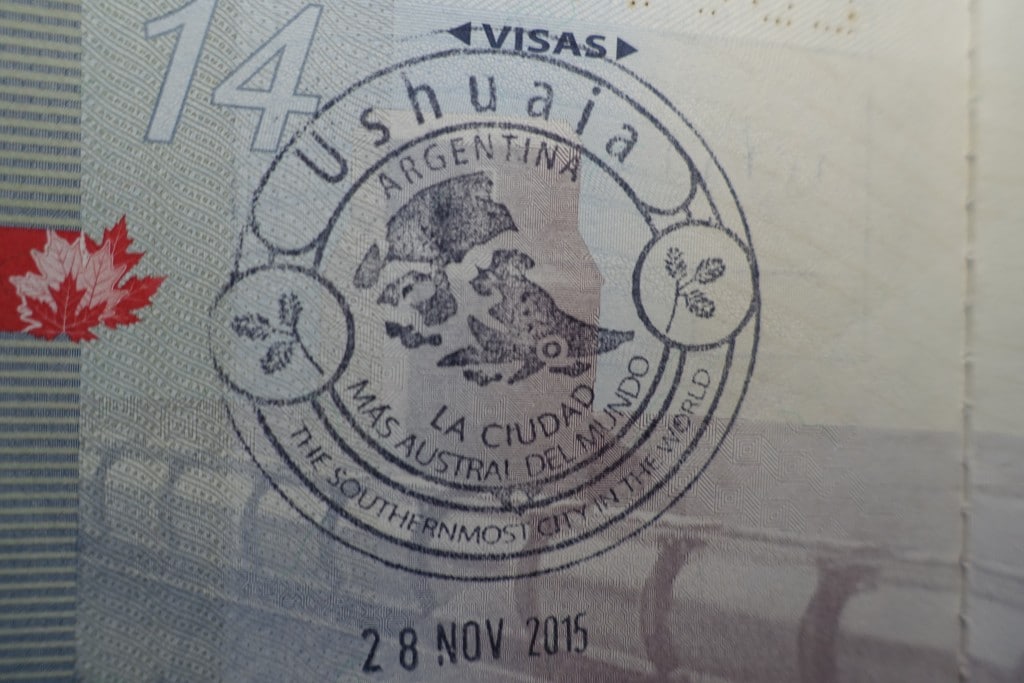 14
VISAS
Ushuaia
ARGENTINA
LA CIUDAD
MÁS AUSTRAL DEL MUNDO
THE SOUTHERNMOST CITY IN THE WORLD
28 NOV 2015